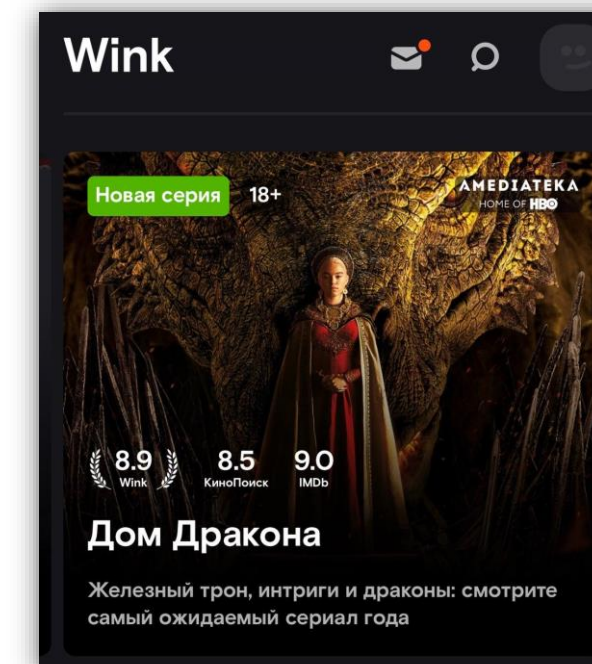 Wink
Новая серия
18+
AMEDIATEKA
HOME OF HBO
8.9
Wink
8.5
КиноПоиск
9.0
IMDb
Дом Дракона
Железный трон, интриги и драконы: смотрите
самый ожидаемый сериал года